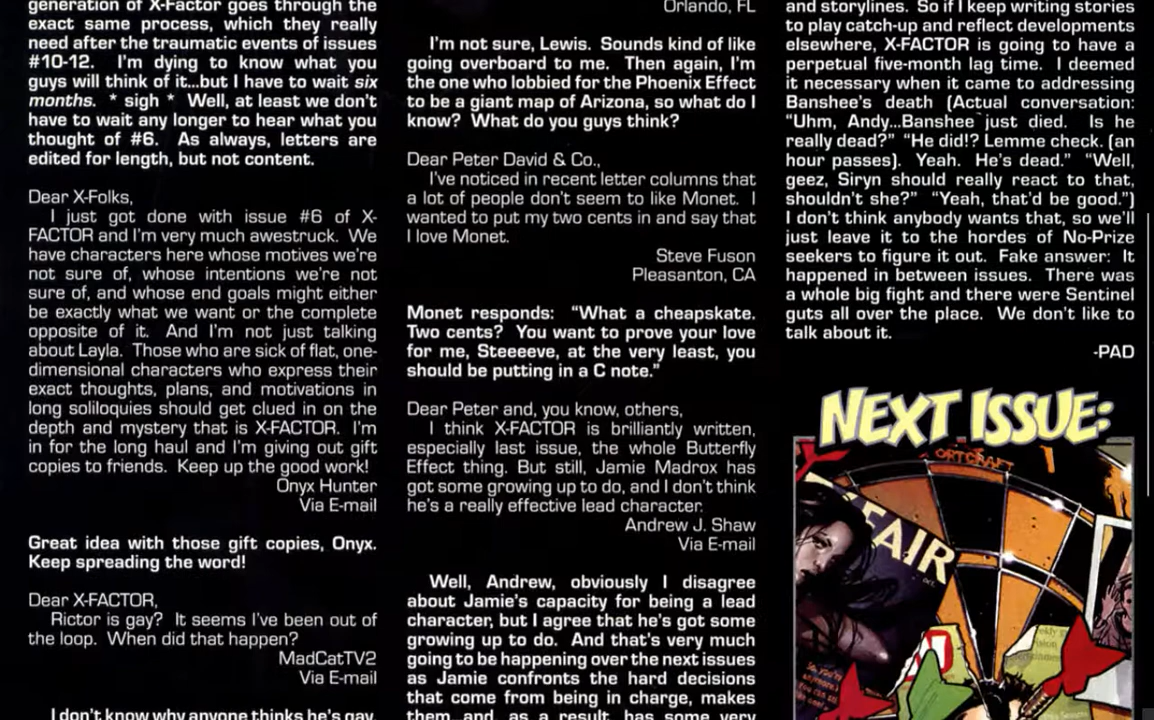 generation of X-Factor goes through the
exact same process, which they really
need after the traumatic events of issues
#10-12. I'm dying to know what you
guys will think of it...but I have to wait six
months. * sigh * Well, at least we don't
have to wait any longer to hear what you
thought of #6. As always, letters are
edited for length, but not content.
Dear X-Folks,
I just got done with issue #6 of X-
FACTOR and I'm very much awestruck. We
have characters here whose motives we're
not sure of, whose intentions we're not
sure of, and whose end goals might either
be exactly what we want or the complete
opposite of it. And I'm not just talking
about Layla. Those who are sick of flat, one-
dimensional characters who express their
exact thoughts, plans, and motivations in
long soliloquies should get clued in on the
depth and mystery that is X-FACTOR. I'm
in for the long haul and I'm giving out gift
copies to friends. Keep up the good work!
Onyx Hunter
Via E-mail
Great idea with those gift copies, Onyx.
Keep spreading the word!
Dear X-FACTOR,
Rictor is gay? It seems I've been out of
the loop. When did that happen?
MadCatTV2
Via E-mail
I don't know why anyone thinks he's gay.
Orlando, FL
I'm not sure, Lewis. Sounds kind of like
going overboard to me. Then again, I'm
the one who lobbied for the Phoenix Effect
to be a giant map of Arizona, so what do I
know? What do you guys think?
Dear Peter David & Co.,
I've noticed in recent letter columns that
a lot of people don't seem to like Monet. I
wanted to put my two cents in and say that
I love Monet.
Steve Fuson
Pleasanton, CA
Monet responds: "What a cheapskate.
Two cents? You want to prove your love
for me, Steeeeve, at the very least, you
should be putting in a C note."
Dear Peter and, you know, others,
I think X-FACTOR is brilliantly written,
especially last issue, the whole Butterfly
Effect thing. But still, Jamie Madrox has
got some growing up to do, and I don't think
he's a really effective lead character.
Andrew J. Shaw
Via E-mail
Well, Andrew, obviously I disagree
about Jamie's capacity for being a lead
character, but I agree that he's got some
growing up to do. And that's very much
going to be happening over the next issues
as Jamie confronts the hard decisions
that come from being in charge, makes
them...and, as a result, has some very
and storylines. So if I keep writing stories
to play catch-up and reflect developments
elsewhere, X-FACTOR is going to have a
perpetual five-month lag time. I deemed
it necessary when it came to addressing
Banshee's death (Actual conversation:
"Uhm, Andy...Banshee just died. Is he
really dead?" "He did!? Lemme check. (an
hour passes). Yeah. He's dead." "Well,
geez, Siryn should really react to that,
shouldn't she?" "Yeah, that'd be good.")
I don't think anybody wants that, so we'll
just leave it to the hordes of No-Prize
seekers to figure it out. Fake answer: It
happened in between issues. There was
a whole big fight and there were Sentinel
guts all over the place. We don't like to
talk about it.
-PAD
NEXT ISSUE:
ORTCRAFT
FAIR